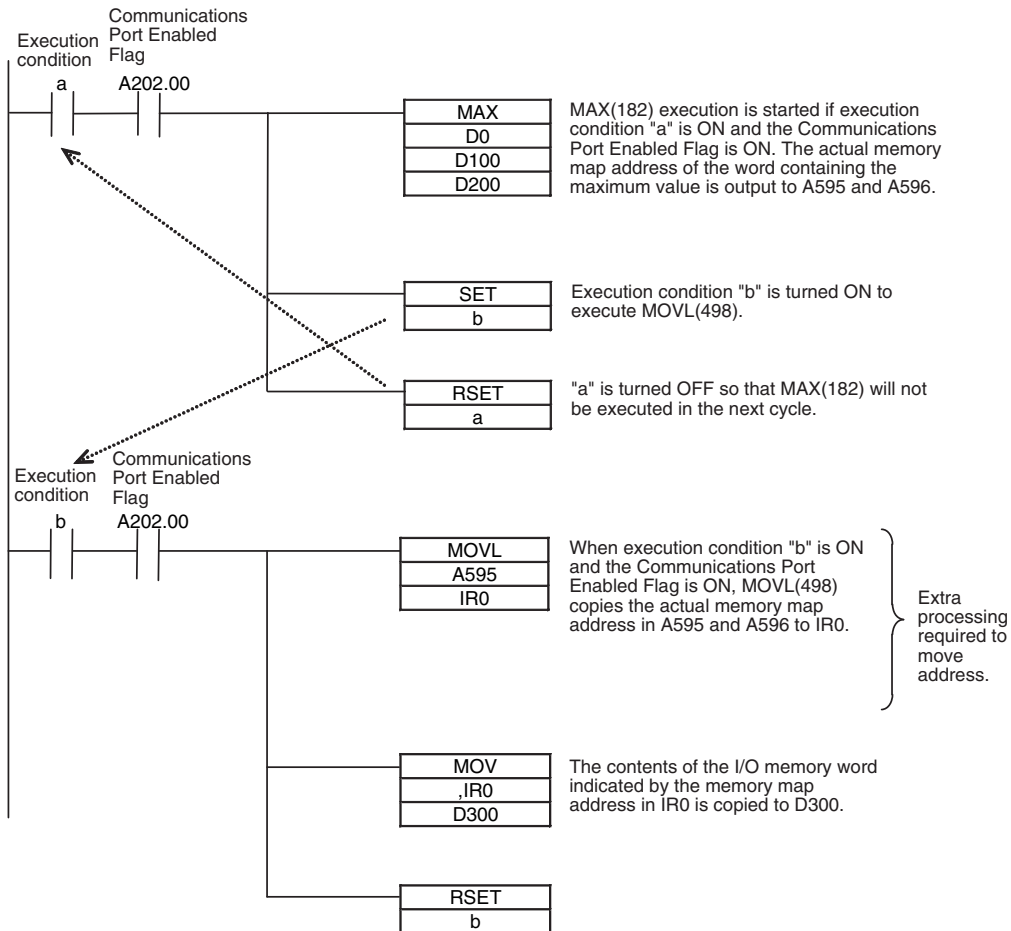 Execution
condition
Communications
Port Enabled
Flag
a
A202.00
MAX
D0
D100
D200
MAX(182) execution is started if execution
condition "a" is ON and the Communications
Port Enabled Flag is ON. The actual memory
map address of the word containing the
maximum value is output to A595 and A596.
SET
b
Execution condition "b" is turned ON to
execute MOVL(498).
RSET
a
"a" is turned OFF so that MAX(182) will not
be executed in the next cycle.
Execution
condition
Communications
Port Enabled
Flag
b
A202.00
MOVL
A595
IR0
When execution condition "b" is ON
and the Communications Port
Enabled Flag is ON, MOVL(498)
copies the actual memory map
address in A595 and A596 to IR0.
Extra
processing
required to
move
address.
MOV
,IR0
D300
The contents of the I/O memory word
indicated by the memory map
address in IR0 is copied to D300.
RSET
b